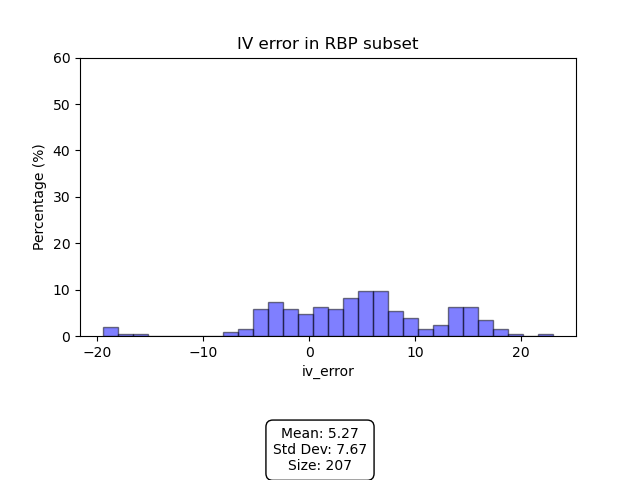 IV error in RBP subset
60
50
40
30
20
10
0
Percentage (%)
−20
−10
0
10
20
iv_error
Mean: 5.27
Std Dev: 7.67
Size: 207